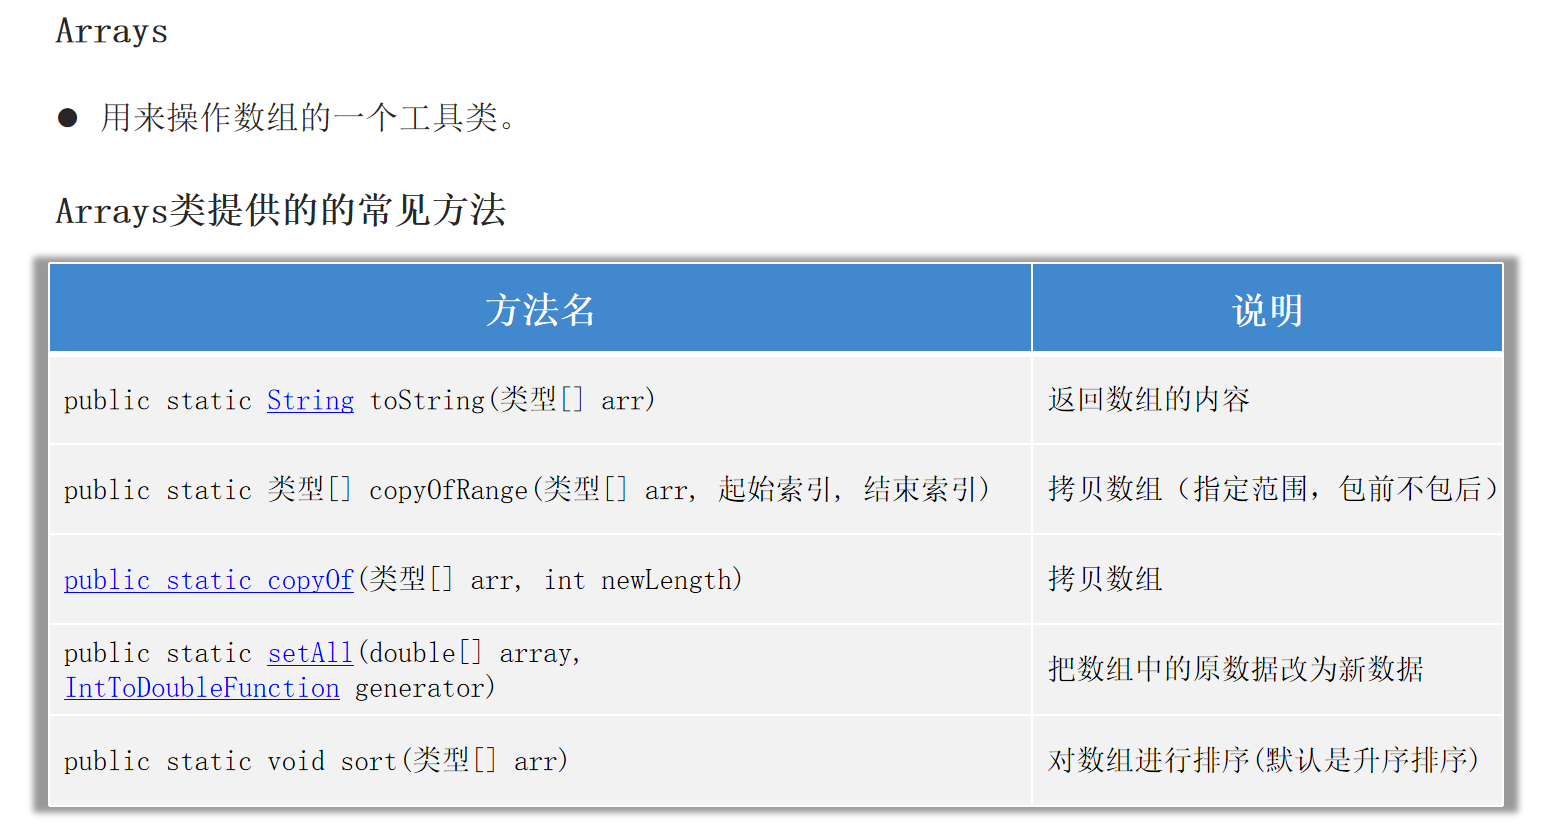 Arrays
● 用来操作数组的一个工具类。
Arrays类提供的的常见方法
方法名 说明
public static String toString(类型[] arr) 返回数组的内容
public static 类型[] copyOfRange(类型[] arr, 起始索引, 结束索引) 拷贝数组（指定范围，包前不包后）
public static copyOf(类型[] arr, int newLength) 拷贝数组
public static setAll(double[] array,
IntToDoubleFunction generator)
把数组中的原数据改为新数据
public static void sort(类型[] arr) 对数组进行排序(默认是升序排序)